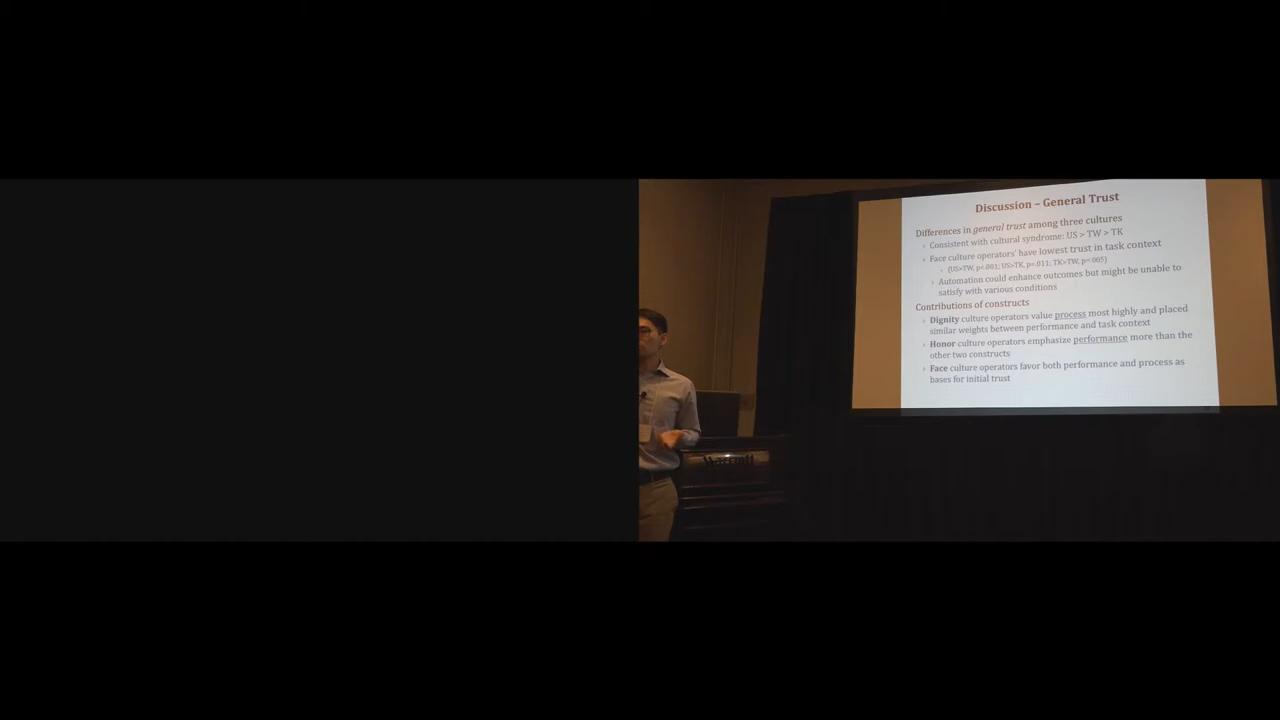 Discussion – General Trust
Differences in general trust among three cultures
Consistent with cultural syndrome: US > TW > TK
Face culture operators' have lowest trust in task context
(US>TW, p<.001; US>TK, p=.011; TK>TW, p=.005)
Automation could enhance outcomes but might be unable to
satisfy with various conditions
Contributions of constructs
Dignity culture operators value process most highly and placed
similar weights between performance and task context
Honor culture operators emphasize performance more than the
other two constructs
Face culture operators favor both performance and process as
bases for initial trust
Marriott